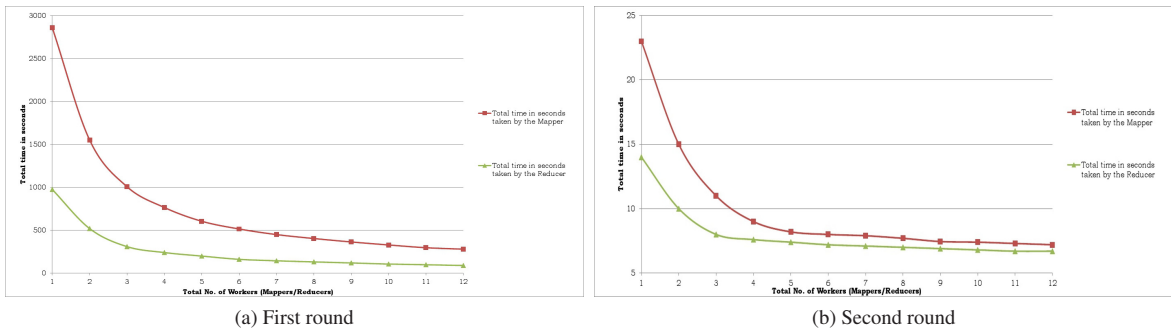 3000
2500
2000
1500
1000
500
0
Total time in seconds
1 2 3 4 5 6 7 8 9 10 11 12
Total No. of Workers (Mappers/Reducers)
Total time in seconds
taken by the Mapper
Total time in seconds
taken by the Reducer
(a) First round
25
20
15
10
5
Total time in seconds
1 2 3 4 5 6 7 8 9 10 11 12
Total No. of Workers (Mappers/Reducers)
Total time in seconds
taken by the Mapper
Total time in seconds
taken by the Reducer
(b) Second round